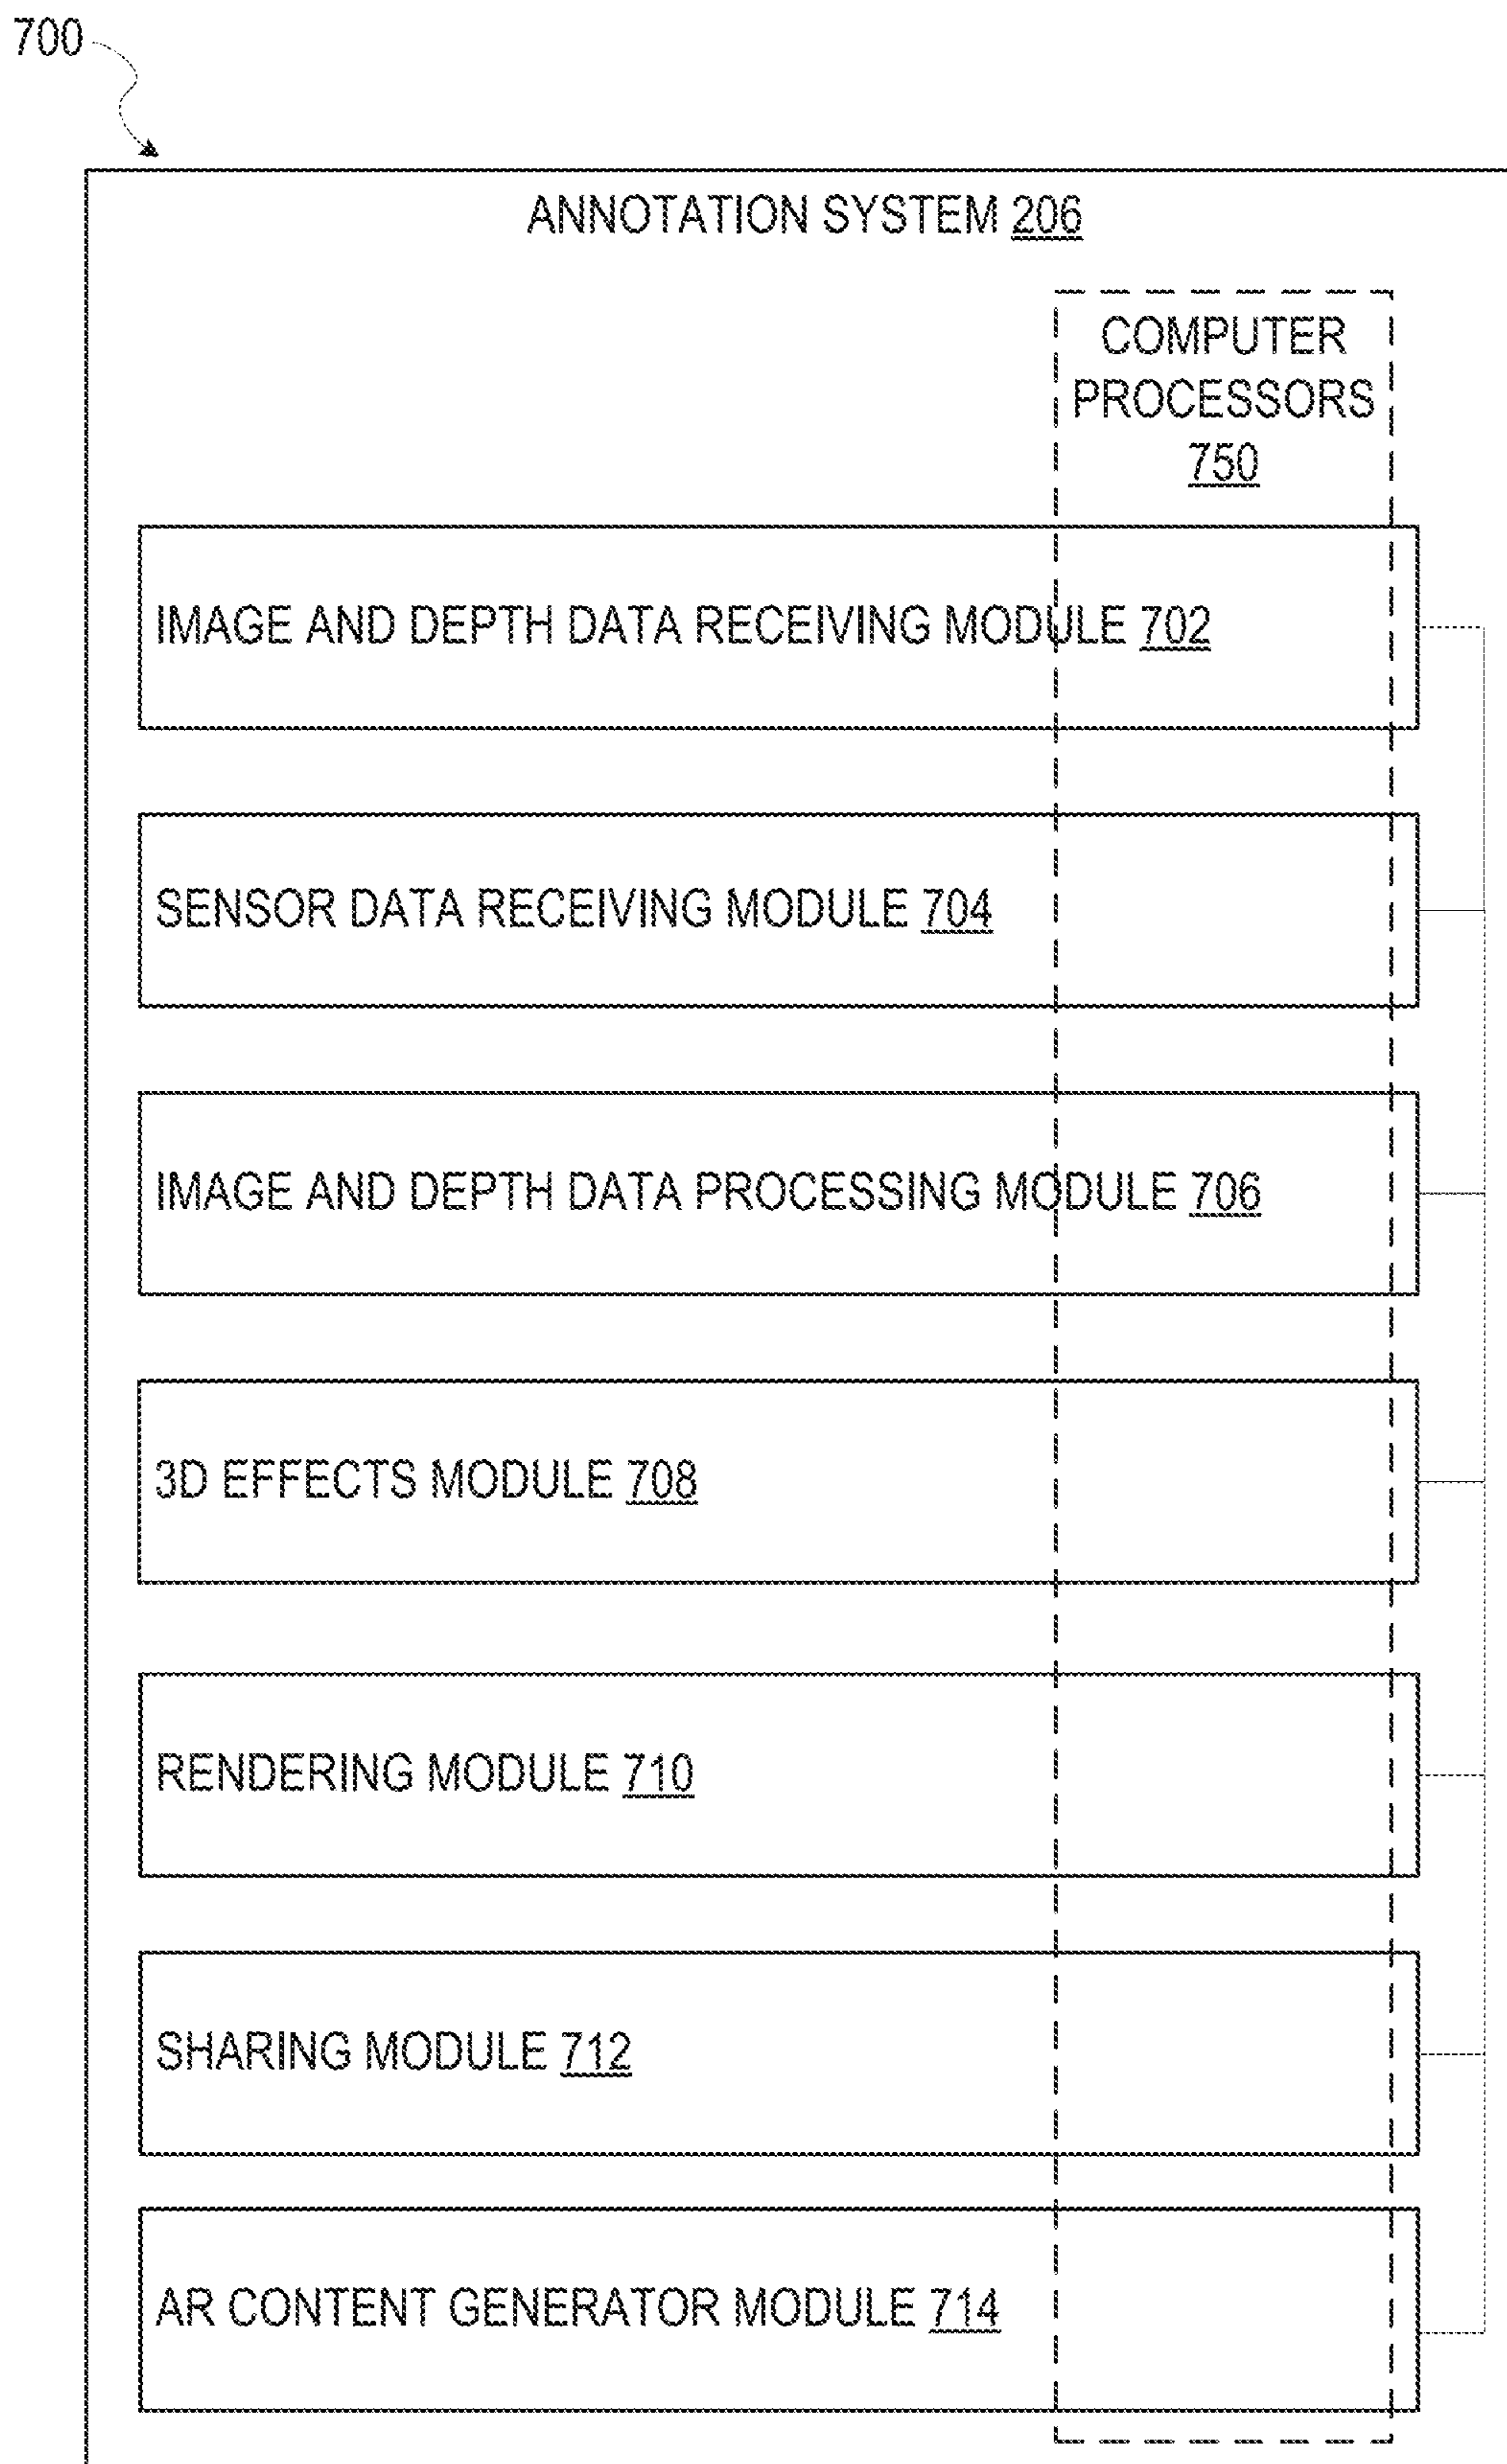 700
ANNOTATION SYSTEM 206
COMPUTER
PROCESSORS
750
IMAGE AND DEPTH DATA RECEIVING MODULE 702
SENSOR DATA RECEIVING MODULE 704
IMAGE AND DEPTH DATA PROCESSING MODULE 706
3D EFFECTS MODULE 708
RENDERING MODULE 710
SHARING MODULE 712
AR CONTENT GENERATOR MODULE 714